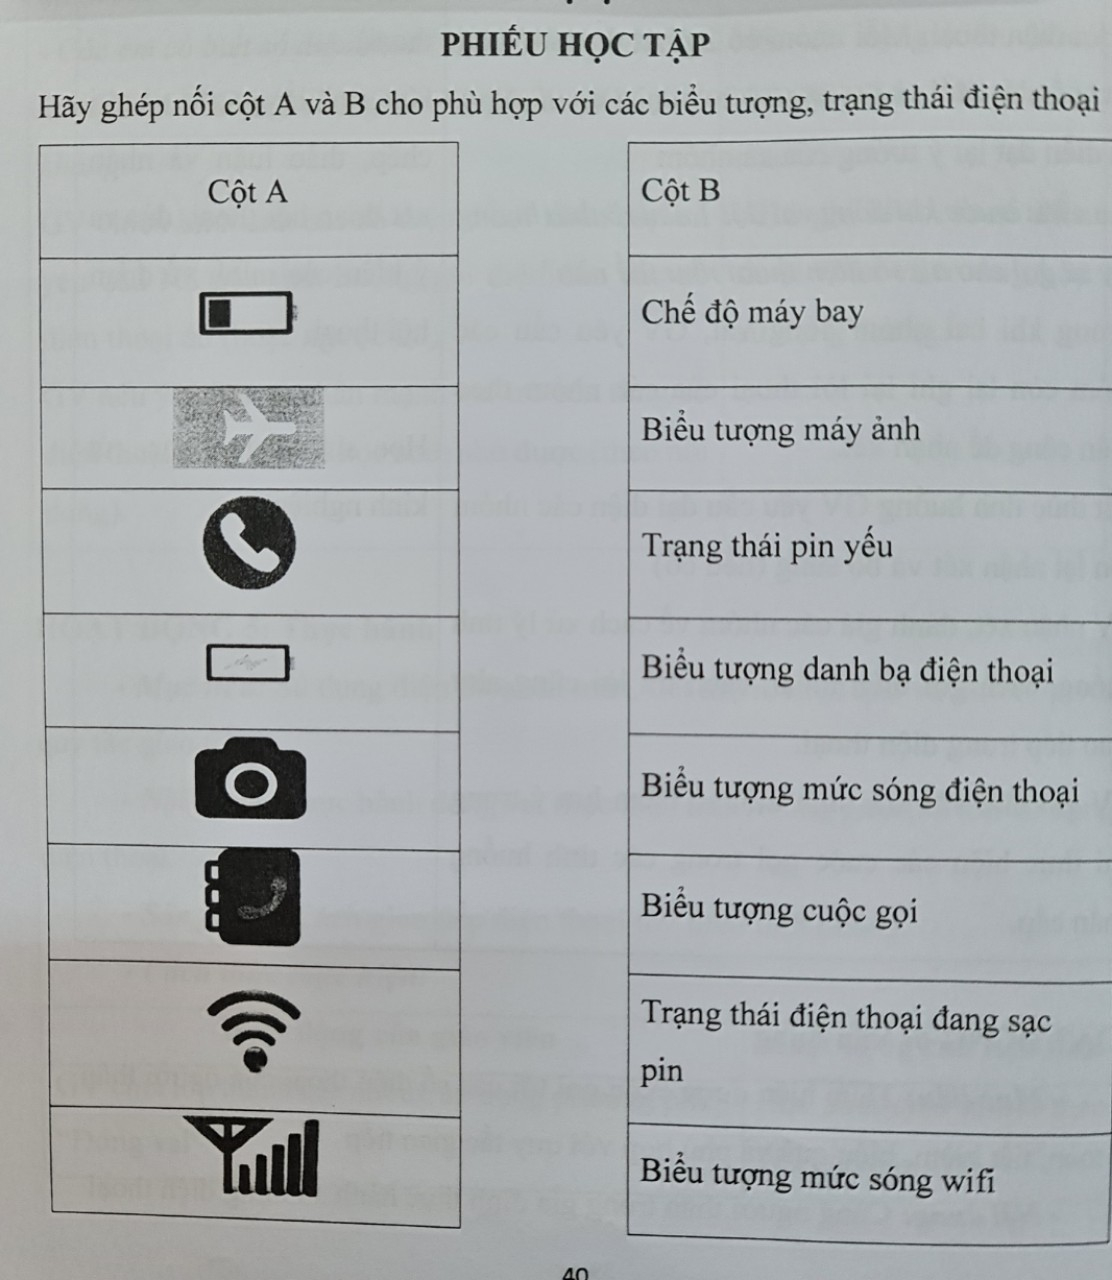 PHIẾU HỌC TẬP
Hãy ghép nối cột A và B cho phù hợp với các biểu tượng, trạng thái điện thoại
Cột A
Cột B
Chế độ máy bay
Biểu tượng máy ảnh
Trạng thái pin yếu
Biểu tượng danh bạ điện thoại
Biểu tượng mức sóng điện thoại
Biểu tượng cuộc gọi
Trạng thái điện thoại đang sạc
pin
Biểu tượng mức sóng wifi
40